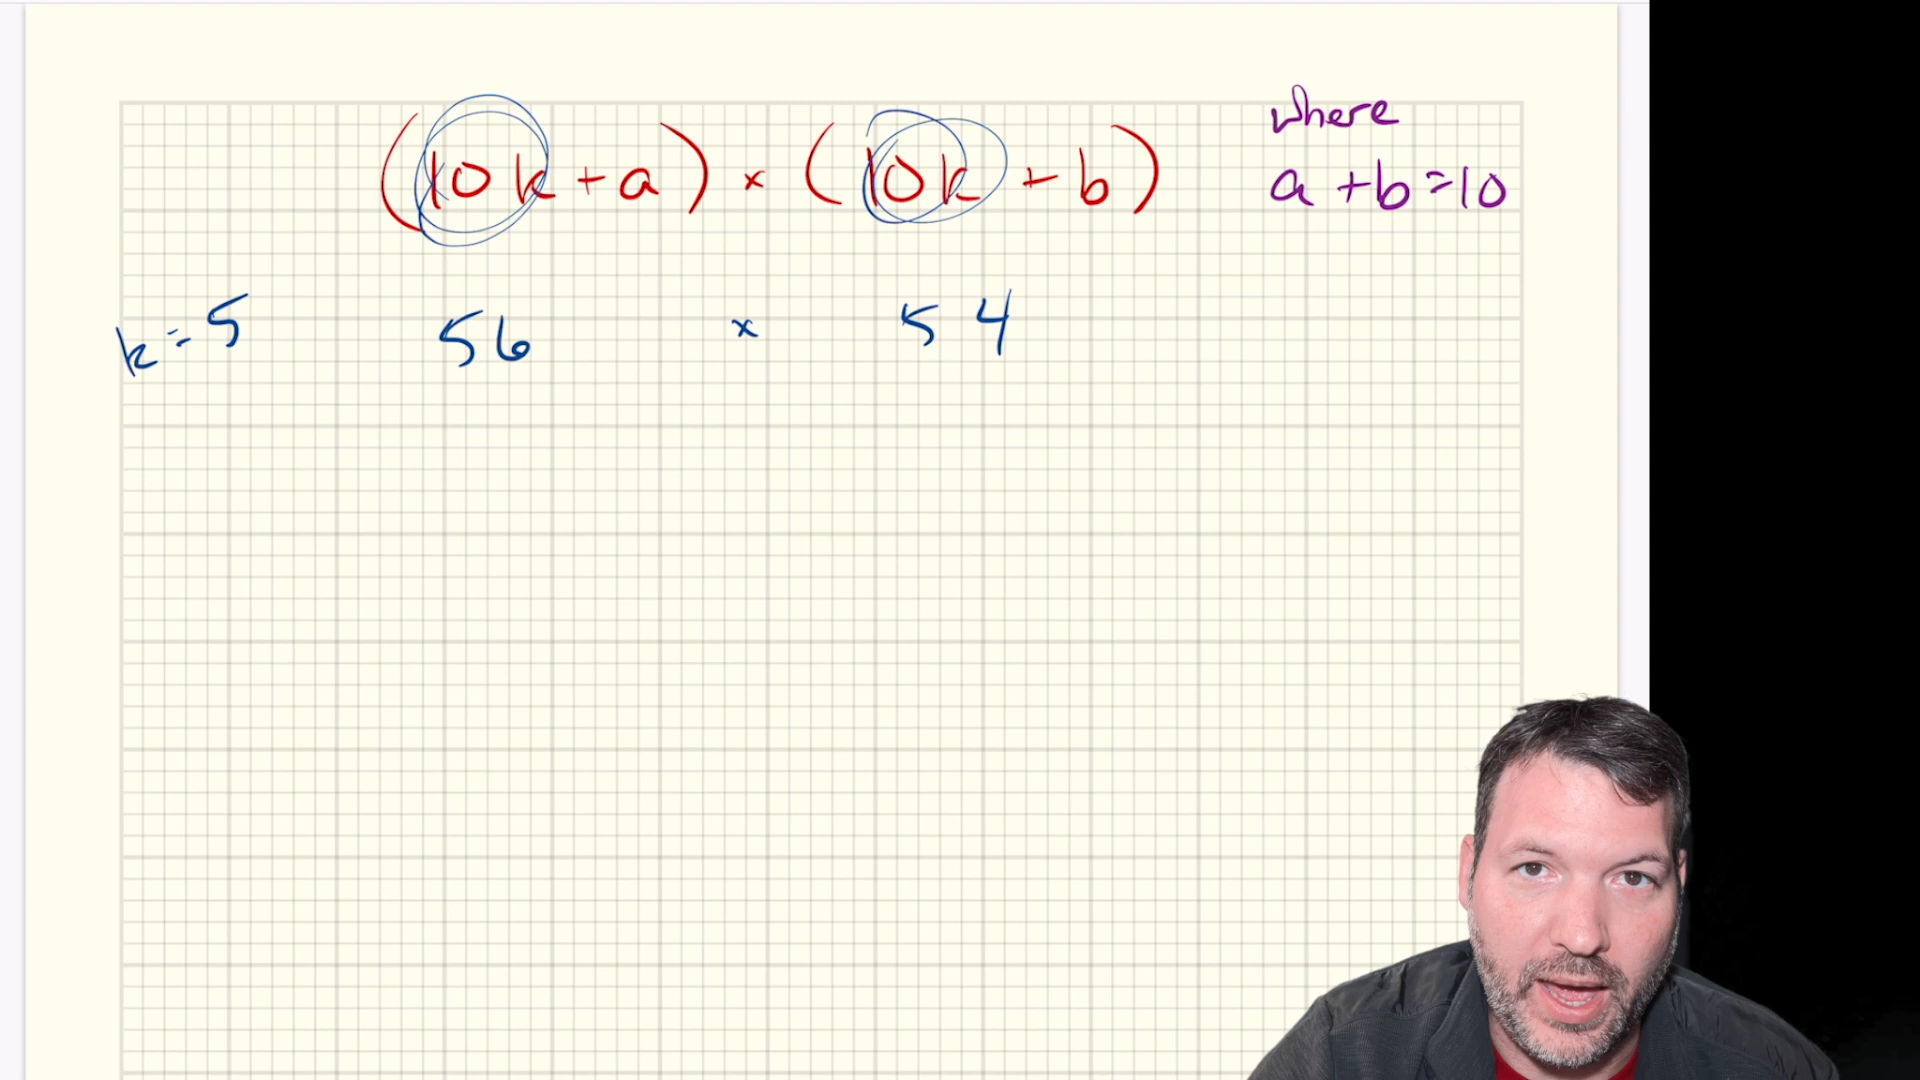 (10k + a) × (10k + b)
where
a + b = 10
k = 5 56 × 54